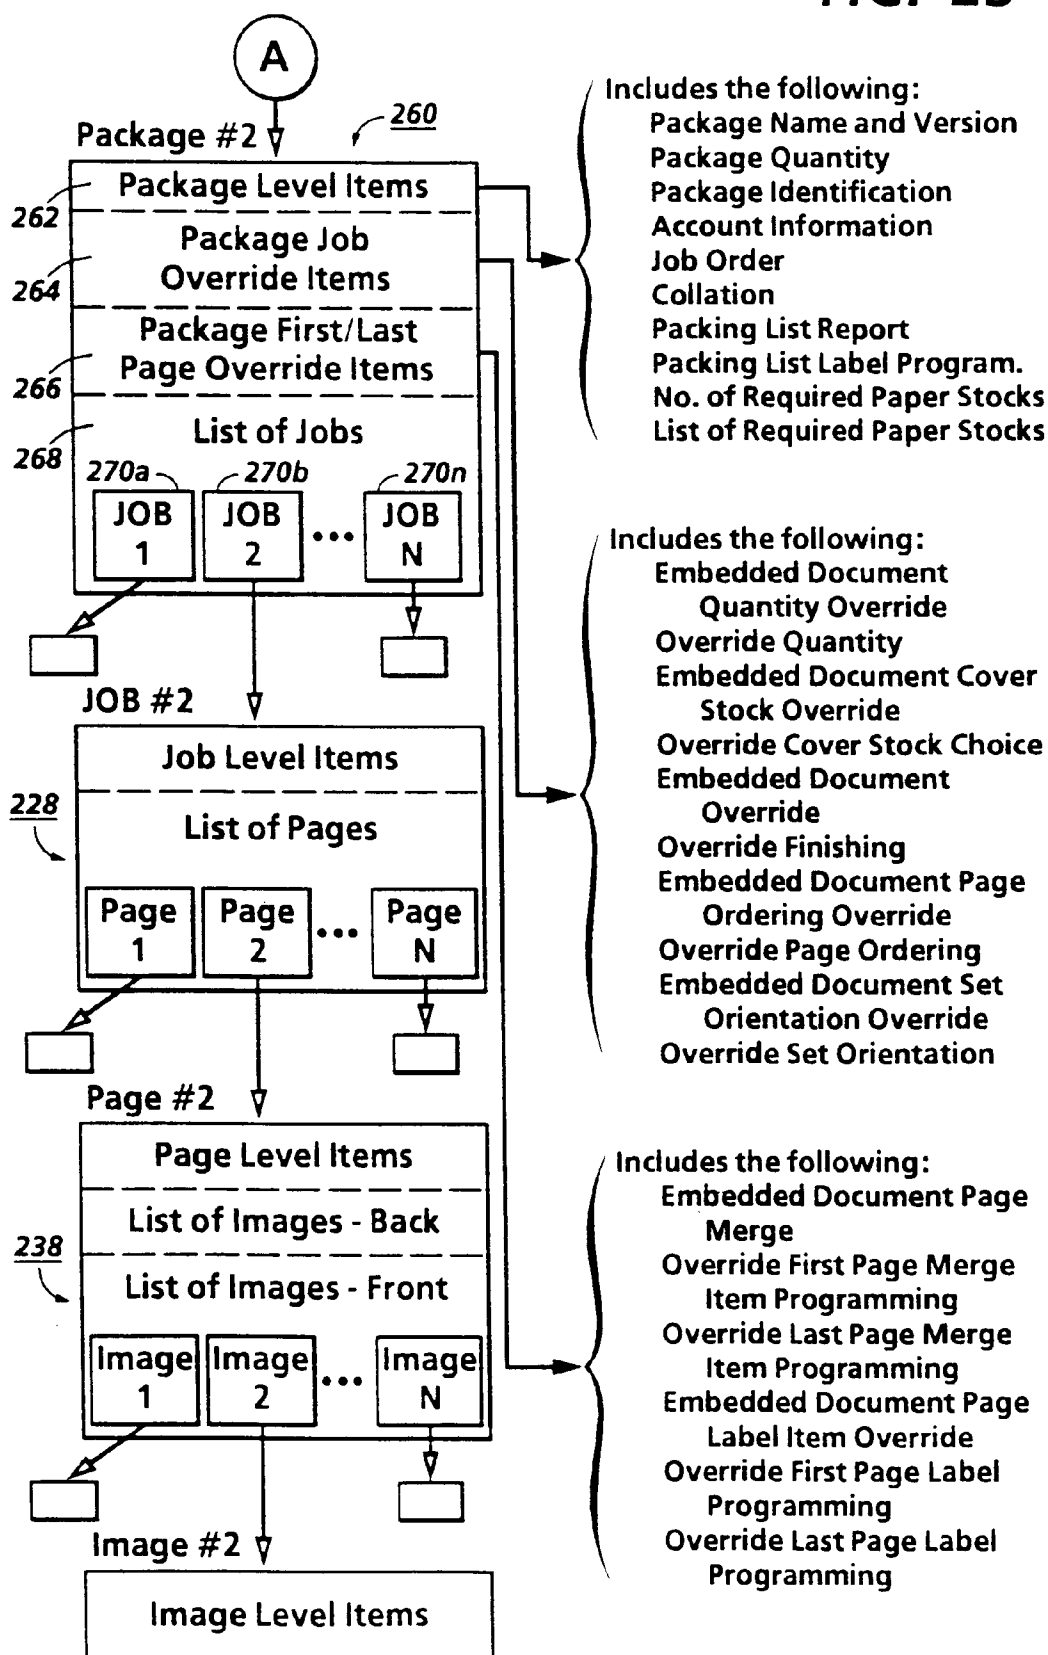 A
Package #2
260
Package Level Items
262
Package Job
Override Items
264
Package First/Last
Page Override Items
266
List of Jobs
268
270a
270b
270n
JOB
1
JOB
2
•••
JOB
N
JOB #2
Job Level Items
228
List of Pages
Page
1
Page
2
•••
Page
N
Page #2
Page Level Items
List of Images - Back
238
List of Images - Front
Image
1
Image
2
•••
Image
N
Image #2
Image Level Items
Includes the following:
Package Name and Version
Package Quantity
Package Identification
Account Information
Job Order
Collation
Packing List Report
Packing List Label Program.
No. of Required Paper Stocks
List of Required Paper Stocks
Includes the following:
Embedded Document
Quantity Override
Override Quantity
Embedded Document Cover
Stock Override
Override Cover Stock Choice
Embedded Document
Override
Override Finishing
Embedded Document Page
Ordering Override
Override Page Ordering
Embedded Document Set
Orientation Override
Override Set Orientation
Includes the following:
Embedded Document Page
Merge
Override First Page Merge
Item Programming
Override Last Page Merge
Item Programming
Embedded Document Page
Label Item Override
Override First Page Label
Programming
Override Last Page Label
Programming